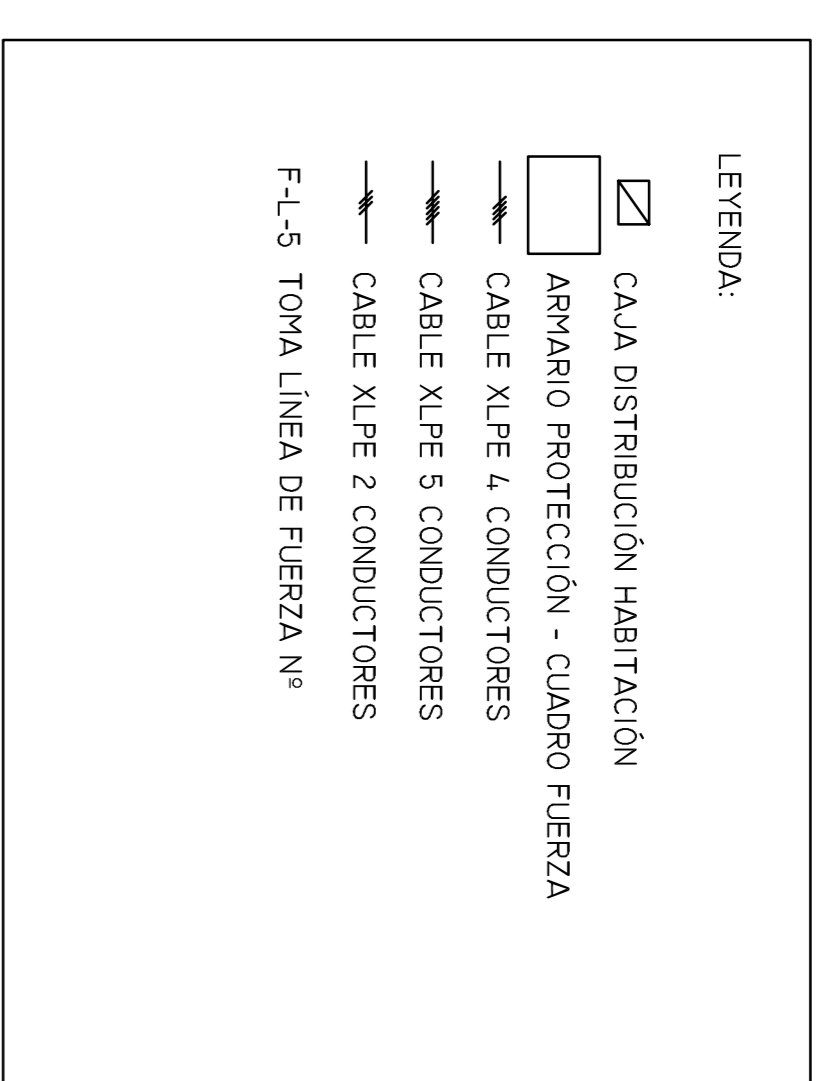 LEYENDA:
CAJA DISTRIBUCIÓN HABITACIÓN
ARMARIO PROTECCIÓN - CUADRO FUERZA
CABLE XLPE 4 CONDUCTORES
CABLE XLPE 5 CONDUCTORES
CABLE XLPE 2 CONDUCTORES
F-L-5 TOMA LÍNEA DE FUERZA Nº